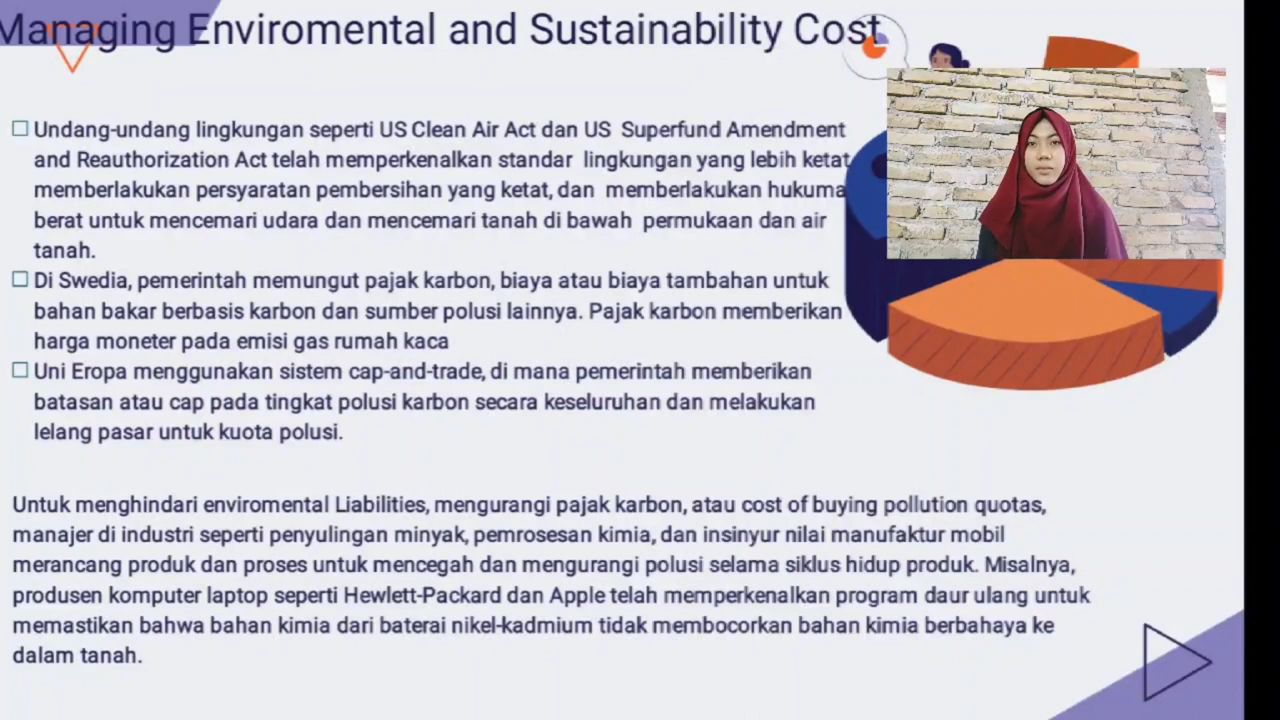 Managing Enviromental and Sustainability Cost
Undang-undang lingkungan seperti US Clean Air Act dan US Superfund Amendment
and Reauthorization Act telah memperkenalkan standar lingkungan yang lebih ketat
memberlakukan persyaratan pembersihan yang ketat, dan memberlakukan hukuma
berat untuk mencemari udara dan mencemari tanah di bawah permukaan dan air
tanah.
Di Swedia, pemerintah memungut pajak karbon, biaya atau biaya tambahan untuk
bahan bakar berbasis karbon dan sumber polusi lainnya. Pajak karbon memberikan
harga moneter pada emisi gas rumah kaca
Uni Eropa menggunakan sistem cap-and-trade, di mana pemerintah memberikan
batasan atau cap pada tingkat polusi karbon secara keseluruhan dan melakukan
lelang pasar untuk kuota polusi.
Untuk menghindari enviromental Liabilities, mengurangi pajak karbon, atau cost of buying pollution quotas,
manajer di industri seperti penyulingan minyak, pemrosesan kimia, dan insinyur nilai manufaktur mobil
merancang produk dan proses untuk mencegah dan mengurangi polusi selama siklus hidup produk. Misalnya,
produsen komputer laptop seperti Hewlett-Packard dan Apple telah memperkenalkan program daur ulang untuk
memastikan bahwa bahan kimia dari baterai nikel-kadmium tidak membocorkan bahan kimia berbahaya ke
dalam tanah.